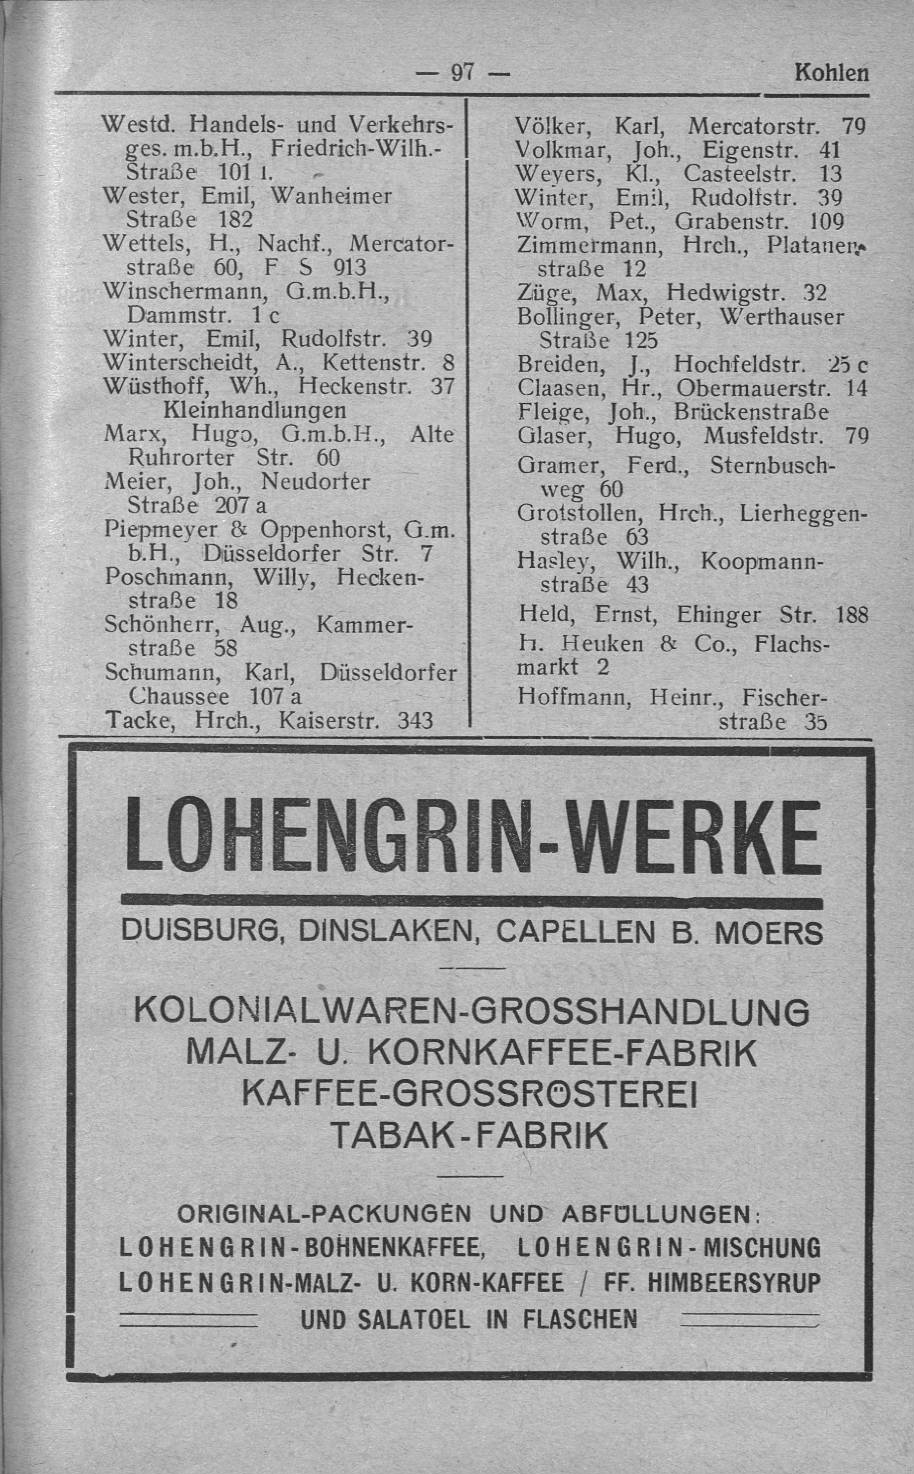 — 97 —
Kohlen
Westd. Handels- und Verkehrs-
ges. m.b.H., Friedrich-Wilh.-
Straße 101 I.
Wester, Emil, Wanheimer
Straße 182
Wettels, H., Nachf., Mercator-
straße 60, F S 913
Winschermann, G.m.b.H.,
Dammstr. 1 c
Winter, Emil, Rudolfstr. 39
Winterscheidt, A., Kettenstr. 8
Wüsthoff, Wh., Heckenstr. 37
Kleinhandlungen
Marx, Hugo, G.m.b.H., Alte
Ruhrorter Str. 60
Meier, Joh., Neudorfer
Straße 207 a
Piepmeyer & Oppenhorst, G.m.
b.H., Düsseldorfer Str. 7
Poschmann, Willy, Hecken-
straße 18
Schönherr, Aug., Kammer-
straße 58
Schumann, Karl, Düsseldorfer
Chaussee 107 a
Tacke, Hrch., Kaiserstr. 343
Völker, Karl, Mercatorstr. 79
Volkmar, Joh., Eigenstr. 41
Weyers, Kl., Casteelstr. 13
Winter, Emil, Rudolfstr. 39
Worm, Pet., Grabenstr. 109
Zimmermann, Hrch., Platanen-
straße 12
Züge, Max, Hedwigstr. 32
Bollinger, Peter, Werthauser
Straße 125
Breiden, J., Hochfeldstr. 25 c
Claasen, Hr., Obermauerstr. 14
Fleige, Joh., Brückenstraße
Glaser, Hugo, Musfeldstr. 79
Gramer, Ferd., Sternbusch-
weg 60
Grotstollen, Hrch., Lierheggen-
straße 63
Hasley, Wilh., Koopmann-
straße 43
Held, Ernst, Ehinger Str. 188
H. Heuken & Co., Flachs-
markt 2
Hoffmann, Heinr., Fischer-
straße 35
LOHENGRIN-WERKE
DUISBURG, DINSLAKEN, CAPELLEN B. MOERS
KOLONIALWAREN-GROSSHANDLUNG
MALZ- U. KORNKAFFEE-FABRIK
KAFFEE-GROSSRÖSTEREI
TABAK-FABRIK
ORIGINAL-PACKUNGEN UND ABFÜLLUNGEN:
LOHENGRIN-BOHNENKAFFEE, LOHENGRIN-MISCHUNG
LOHENGRIN-MALZ- U. KORN-KAFFEE / FF. HIMBEERSYRUP
UND SALATOEL IN FLASCHEN